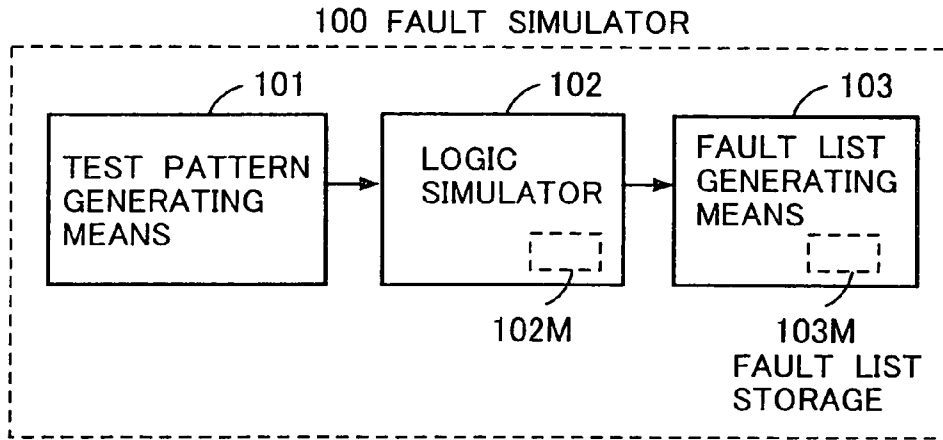 100 FAULT SIMULATOR
101
102
103
TEST PATTERN
GENERATING
MEANS
LOGIC
SIMULATOR
FAULT LIST
GENERATING
MEANS
102M
103M
FAULT LIST
STORAGE